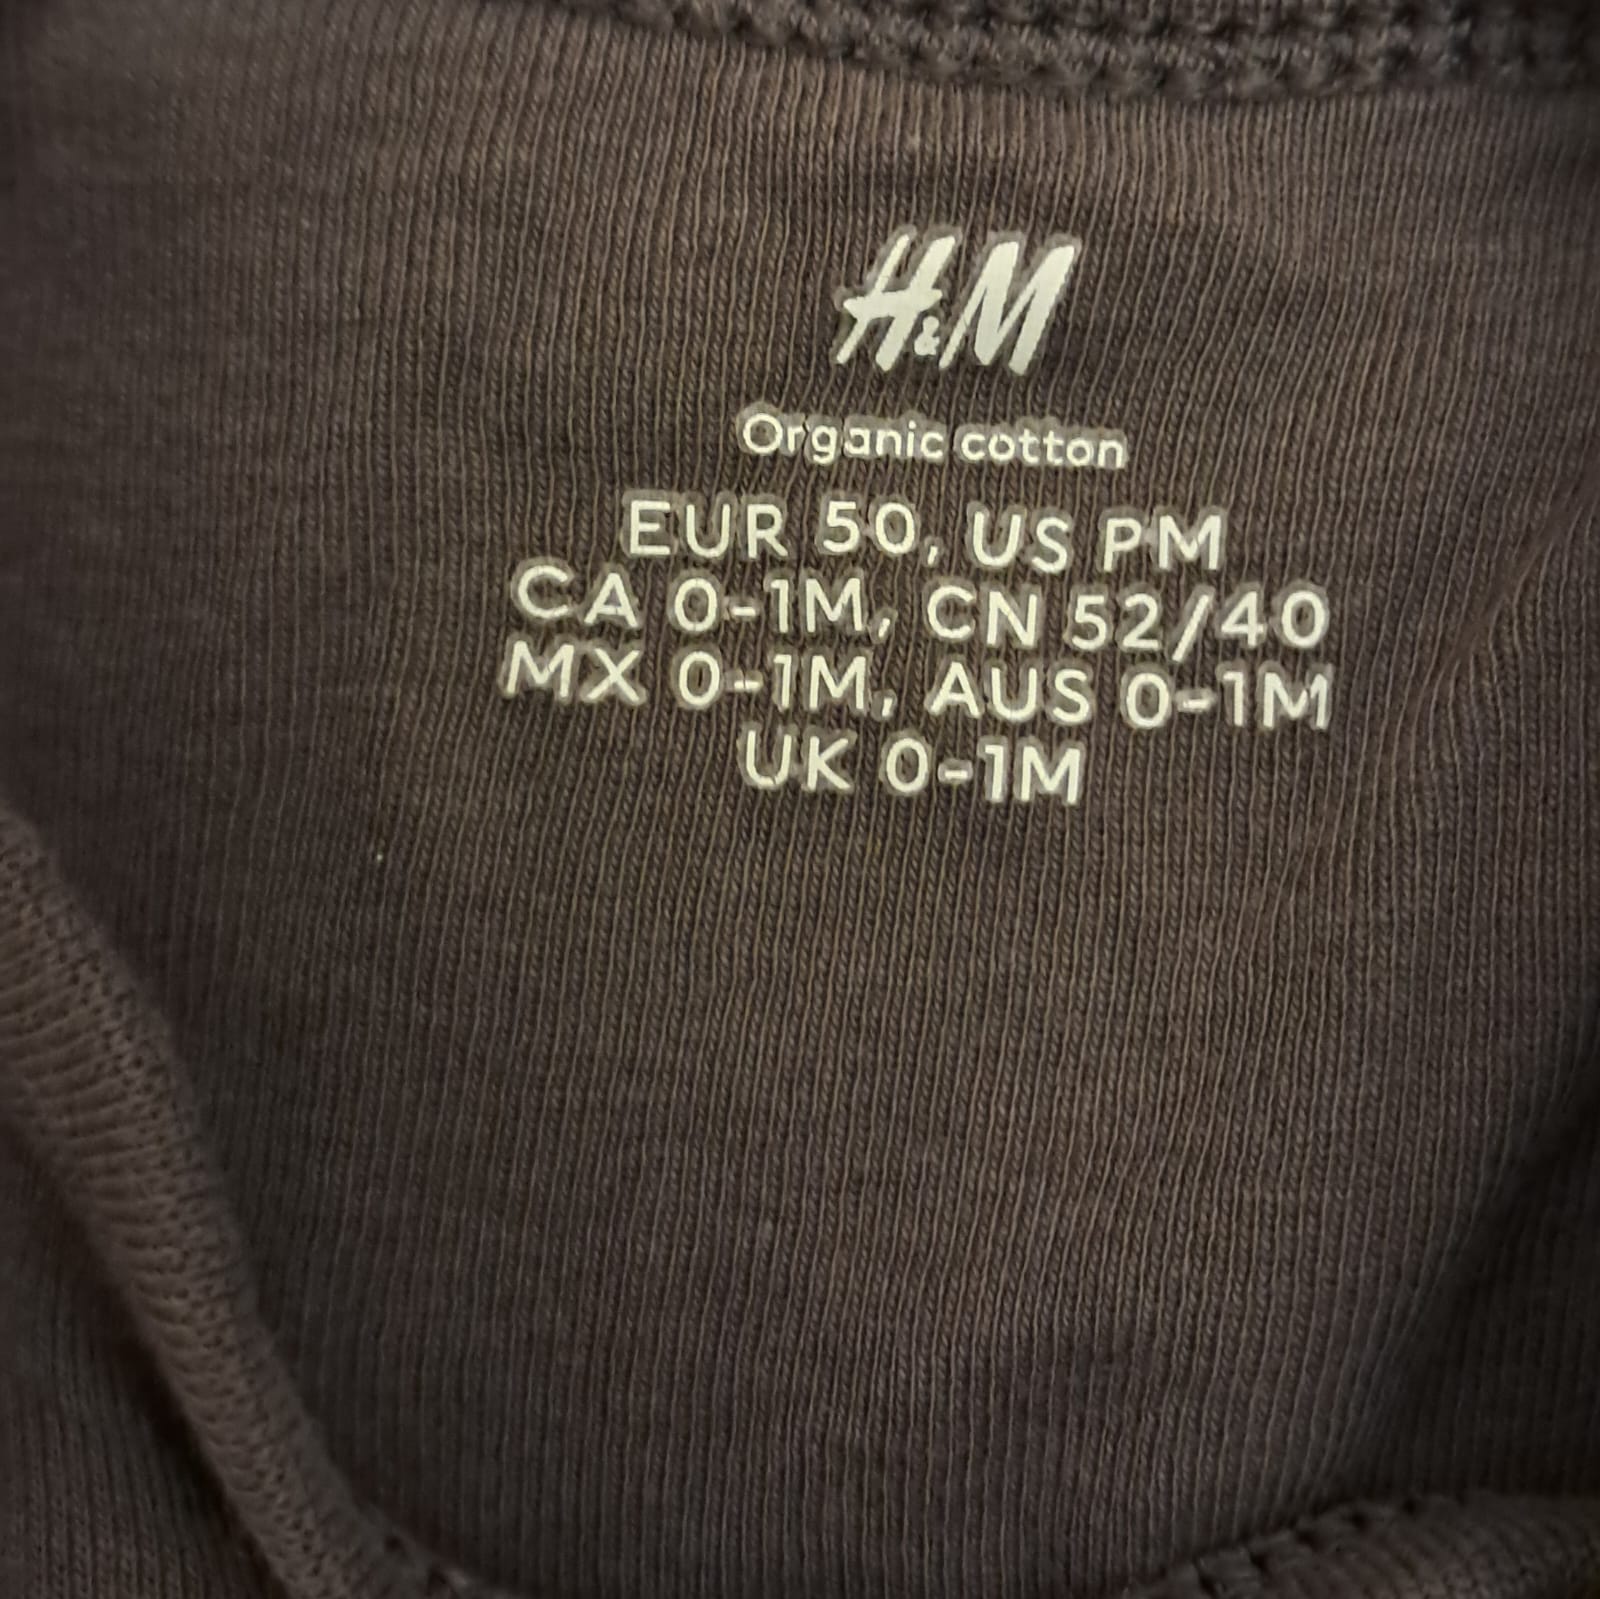 H&M
Organic cotton
EUR 50, US PM
CA 0-1M, CN 52/40
MX 0-1M, AUS 0-1M
UK 0-1M